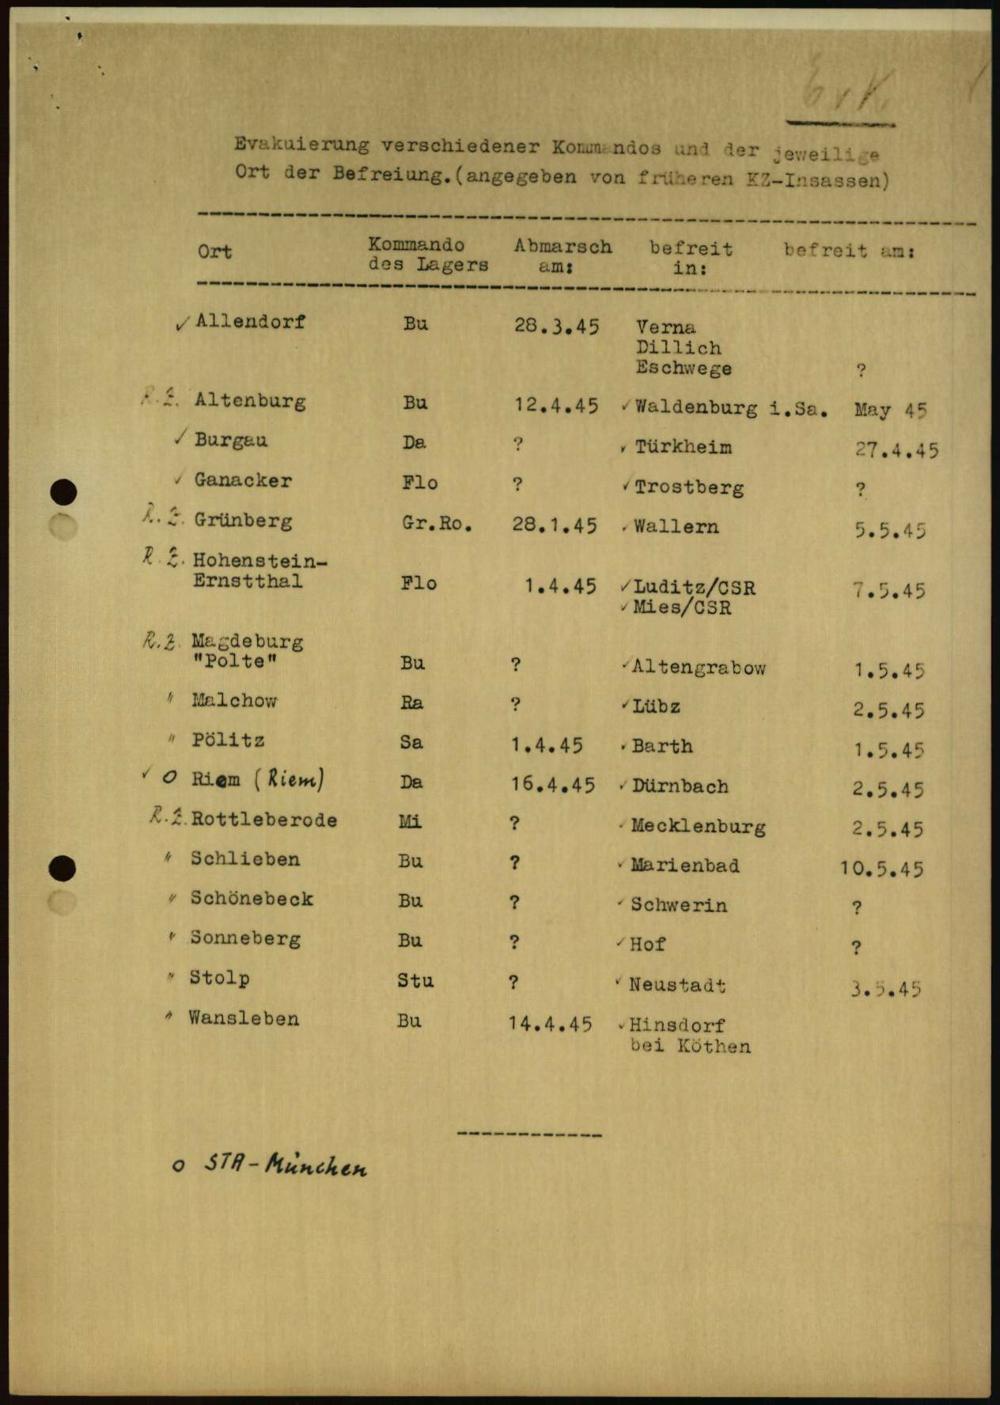 Evakuierung verschiedener Kommandos und der jeweilige
Ort der Befreiung.(angegeben von früheren KZ-Insassen)
Ort Kommando des Lagers Abmarsch am: befreit in: befreit am:
✓ Allendorf Bu 28.3.45 Verna
Dillich
Eschwege ?
R.Z. Altenburg Bu 12.4.45 ✓ Waldenburg i.Sa. May 45
✓ Burgau Da ? ✓ Türkheim 27.4.45
✓ Ganacker Flo ? ✓ Trostberg ?
R.Z. Grünberg Gr.Ro. 28.1.45 ✓ Wallern 5.5.45
R.Z. Hohenstein-
Ernstthal Flo 1.4.45 ✓ Luditz/CSR 7.5.45
✓ Mies/CSR
R.Z. Magdeburg
"Polte" Bu ? ✓ Altengrabow 1.5.45
" Malchow Ra ? ✓ Lübz 2.5.45
" Pölitz Sa 1.4.45 ✓ Barth 1.5.45
✓ o Riem (Riem) Da 16.4.45 ✓ Dürnbach 2.5.45
R.Z. Rottleberode Mi ? ✓ Mecklenburg 2.5.45
" Schlieben Bu ? ✓ Marienbad 10.5.45
" Schönebeck Bu ? ✓ Schwerin ?
" Sonneberg Bu ? ✓ Hof ?
" Stolp Stu ? ✓ Neustadt 3.5.45
" Wansleben Bu 14.4.45 ✓ Hinsdorf
bei Köthen
o STA-München